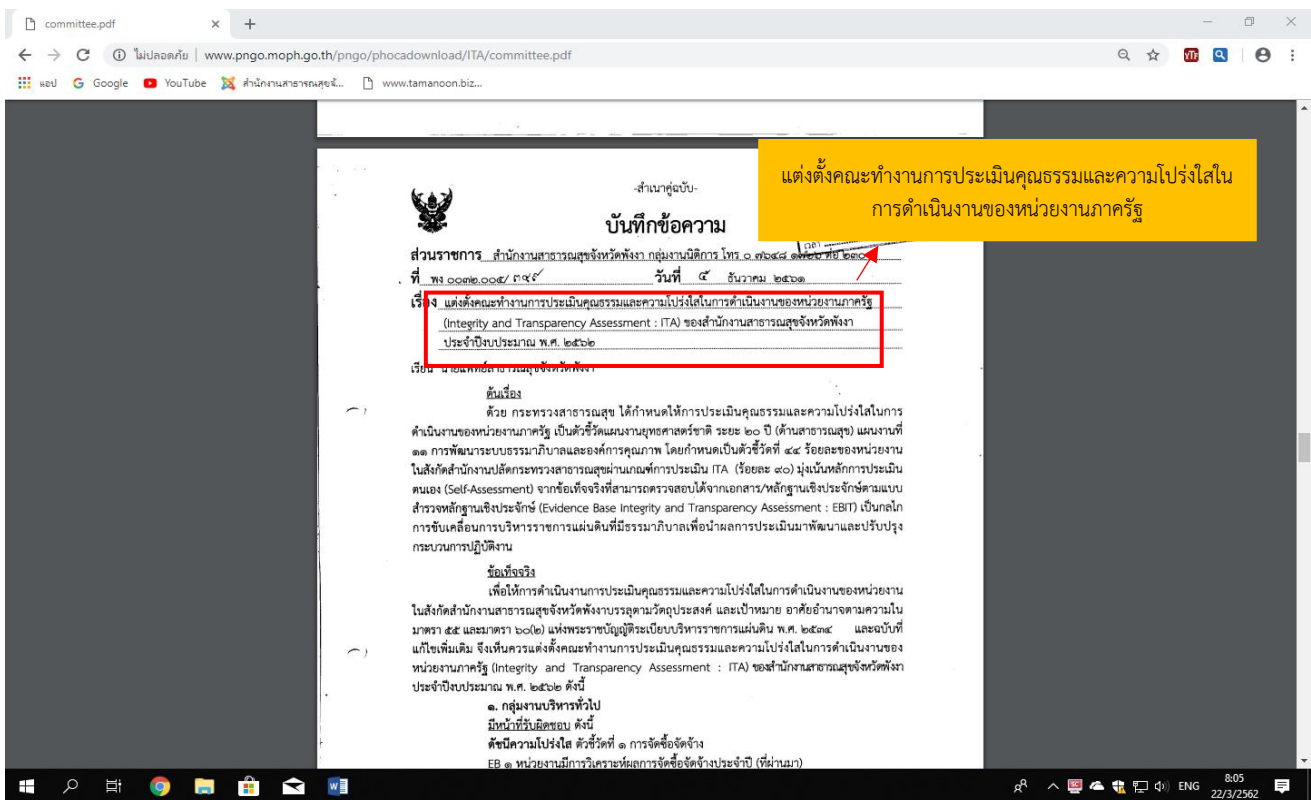 committee.pdf
ไม่ปลอดภัย | www.pngo.moph.go.th/pngo/phocadownload/ITA/committee.pdf
แอป Google YouTube สำนักงานสาธารณสุขจั... www.tamanoon.biz...
แต่งตั้งคณะทำงานการประเมินคุณธรรมและความโปร่งใสใน
การดำเนินงานของหน่วยงานภาครัฐ
-สำเนาคู่ฉบับ-
บันทึกข้อความ
ส่วนราชการ สำนักงานสาธารณสุขจังหวัดพังงา กลุ่มงานนิติการ โทร ๐ ๗๖๔๘
ที่ พง ๐๐๓๒.๐๐๕/ ๓๙๙ วันที่ ๕ ธันวาคม ๒๕๖๑
เรื่อง แต่งตั้งคณะทำงานการประเมินคุณธรรมและความโปร่งใสในการดำเนินงานของหน่วยงานภาครัฐ
(Integrity and Transparency Assessment : ITA) ของสำนักงานสาธารณสุขจังหวัดพังงา
ประจำปีงบประมาณ พ.ศ. ๒๕๖๒
เรียน นายแพทย์สาธารณสุขจังหวัดพังงา
ต้นเรื่อง
ด้วย กระทรวงสาธารณสุข ได้กำหนดให้การประเมินคุณธรรมและความโปร่งใสในการ
ดำเนินงานของหน่วยงานภาครัฐ เป็นตัวชี้วัดแผนงานยุทธศาสตร์ชาติ ระยะ ๒๐ ปี (ด้านสาธารณสุข) แผนงานที่
๑๑ การพัฒนาระบบธรรมาภิบาลและองค์การคุณภาพ โดยกำหนดเป็นตัวชี้วัดที่ ๔๔ ร้อยละของหน่วยงาน
ในสังกัดสำนักงานปลัดกระทรวงสาธารณสุขผ่านเกณฑ์การประเมิน ITA (ร้อยละ ๙๐) มุ่งเน้นหลักการประเมิน
ตนเอง (Self-Assessment) จากข้อเท็จจริงที่สามารถตรวจสอบได้จากเอกสาร/หลักฐานเชิงประจักษ์ตามแบบ
สำรวจหลักฐานเชิงประจักษ์ (Evidence Base Integrity and Transparency Assessment : EBIT) เป็นกลไก
การขับเคลื่อนการบริหารราชการแผ่นดินที่มีธรรมาภิบาลเพื่อนำผลการประเมินมาพัฒนาและปรับปรุง
กระบวนการปฏิบัติงาน
ข้อเท็จจริง
เพื่อให้การดำเนินงานการประเมินคุณธรรมและความโปร่งใสในการดำเนินงานของหน่วยงาน
ในสังกัดสำนักงานสาธารณสุขจังหวัดพังงาบรรลุตามวัตถุประสงค์ และเป้าหมาย อาศัยอำนาจตามความใน
มาตรา ๕๕ และมาตรา ๖๐(๒) แห่งพระราชบัญญัติระเบียบบริหารราชการแผ่นดิน พ.ศ. ๒๕๓๔ และฉบับที่
แก้ไขเพิ่มเติม จึงเห็นควรแต่งตั้งคณะทำงานการประเมินคุณธรรมและความโปร่งใสในการดำเนินงานของ
หน่วยงานภาครัฐ (Integrity and Transparency Assessment : ITA) ของสำนักงานสาธารณสุขจังหวัดพังงา
ประจำปีงบประมาณ พ.ศ. ๒๕๖๒ ดังนี้
๑. กลุ่มงานบริหารทั่วไป
มีหน้าที่รับผิดชอบ ดังนี้
ดัชนีความโปร่งใส ตัวชี้วัดที่ ๑ การจัดซื้อจัดจ้าง
EB ๑ หน่วยงานมีการวิเคราะห์ผลการจัดซื้อจัดจ้างประจำปี (ที่ผ่านมา)
ENG 8:05
22/3/2562